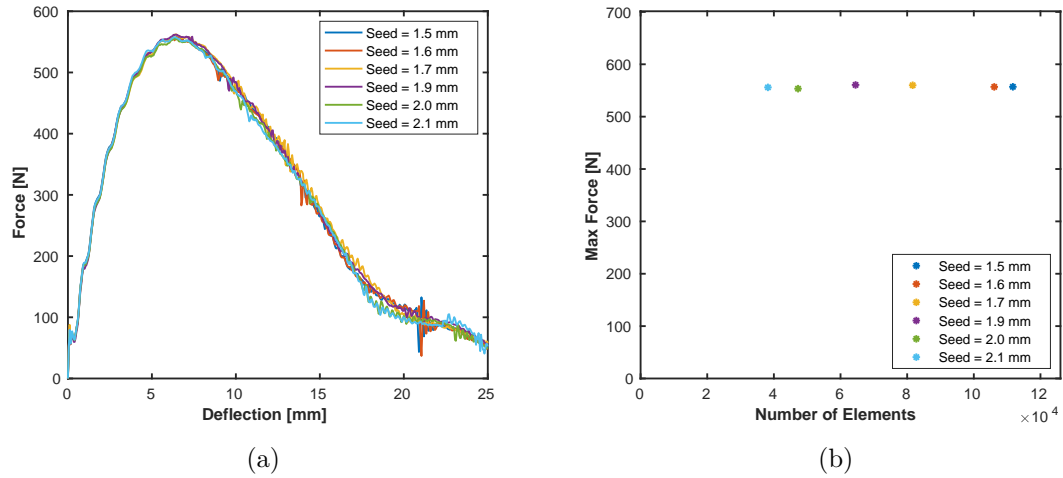 600
500
400
300
200
100
0
Force [N]
0 5 10 15 20 25
Deflection [mm]
Seed = 1.5 mm
Seed = 1.6 mm
Seed = 1.7 mm
Seed = 1.9 mm
Seed = 2.0 mm
Seed = 2.1 mm
(a)
700
600
500
400
300
200
100
0
Max Force [N]
0 2 4 6 8 10 12
Number of Elements
×10 4
Seed = 1.5 mm
Seed = 1.6 mm
Seed = 1.7 mm
Seed = 1.9 mm
Seed = 2.0 mm
Seed = 2.1 mm
(b)